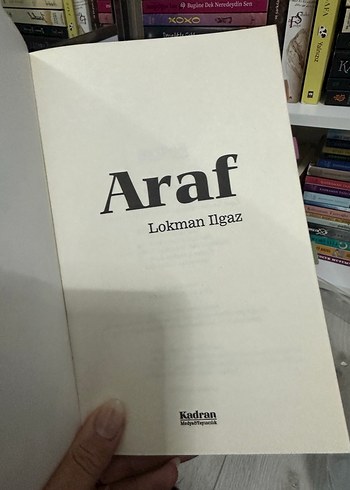 Bugüne Dek Neredeydin Sen
XOXO
Araf
Lokman Ilgaz
Kadran
Medya&Yayıncılık